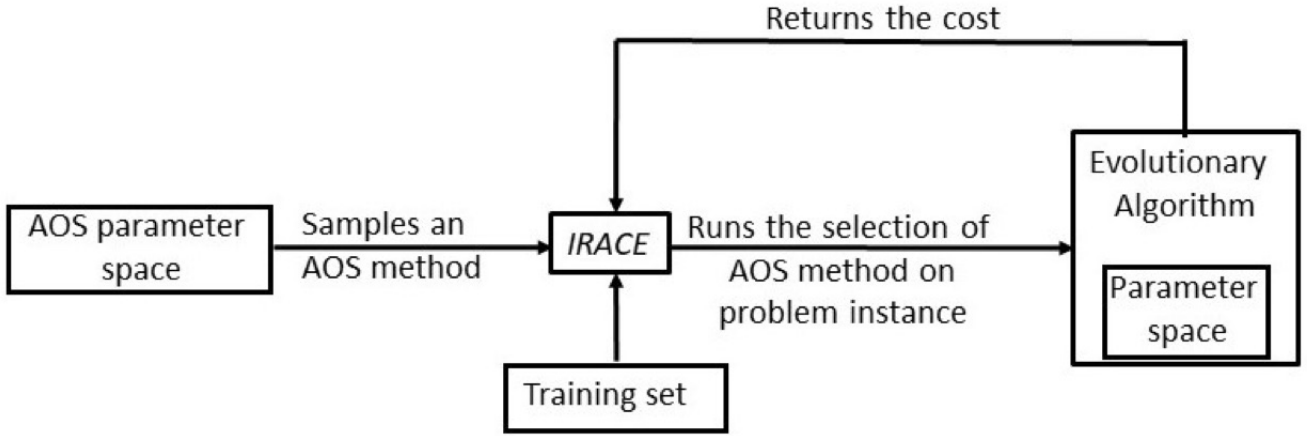 Returns the cost
Evolutionary
Algorithm
AOS parameter
space
Samples an
AOS method
IRACE
Runs the selection of
AOS method on
problem instance
Parameter
space
Training set